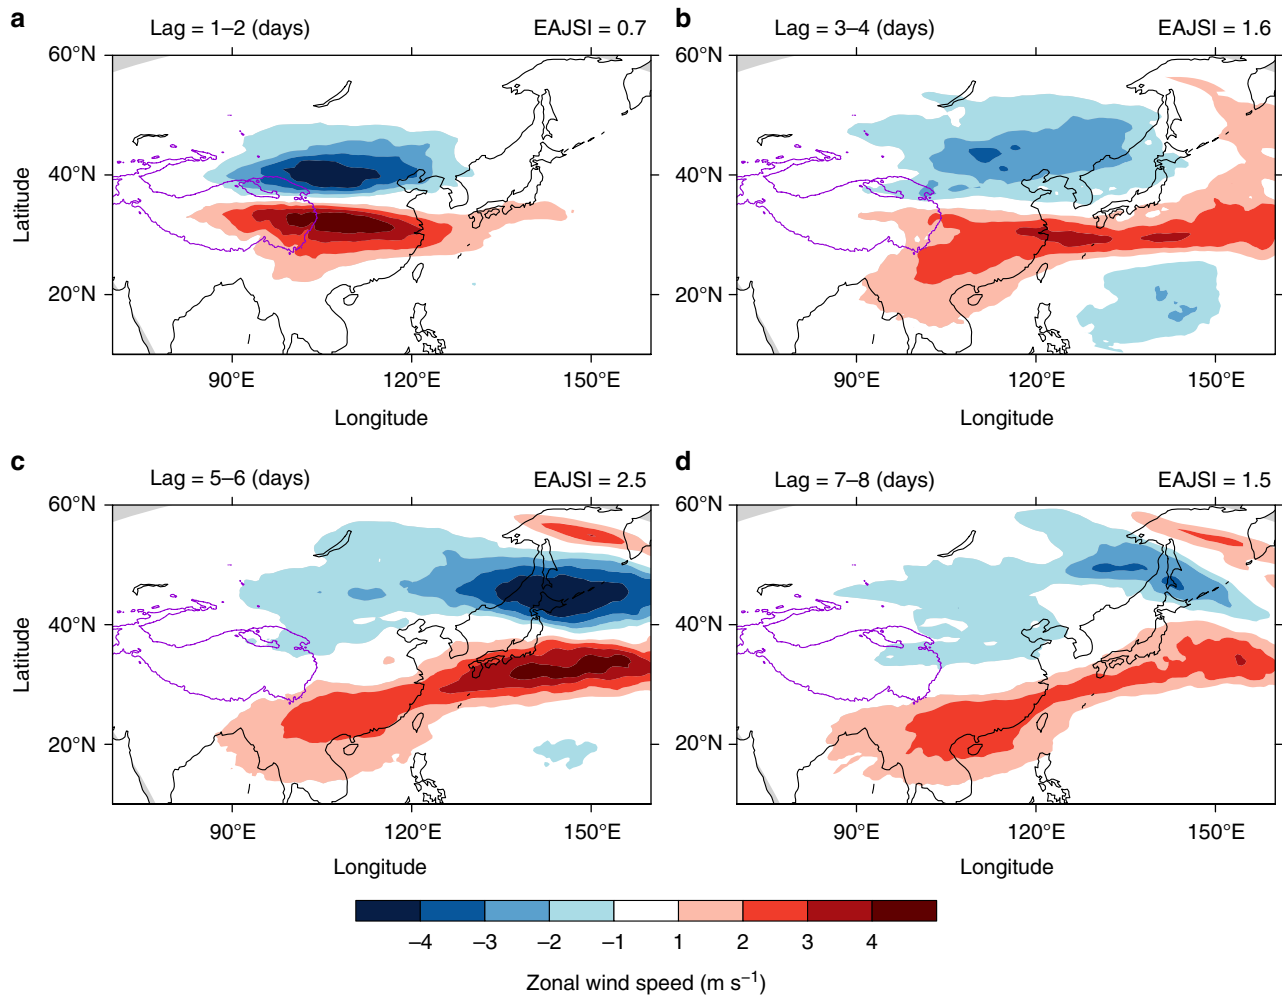 a
Lag = 1–2 (days)
EAJSI = 0.7
60°N
40°N
20°N
Latitude
90°E
120°E
150°E
Longitude
b
Lag = 3–4 (days)
EAJSI = 1.6
60°N
40°N
20°N
90°E
120°E
150°E
Longitude
c
Lag = 5–6 (days)
EAJSI = 2.5
60°N
40°N
20°N
Latitude
90°E
120°E
150°E
Longitude
d
Lag = 7–8 (days)
EAJSI = 1.5
60°N
40°N
20°N
90°E
120°E
150°E
Longitude
–4 –3 –2 –1 1 2 3 4
Zonal wind speed (m s⁻¹)